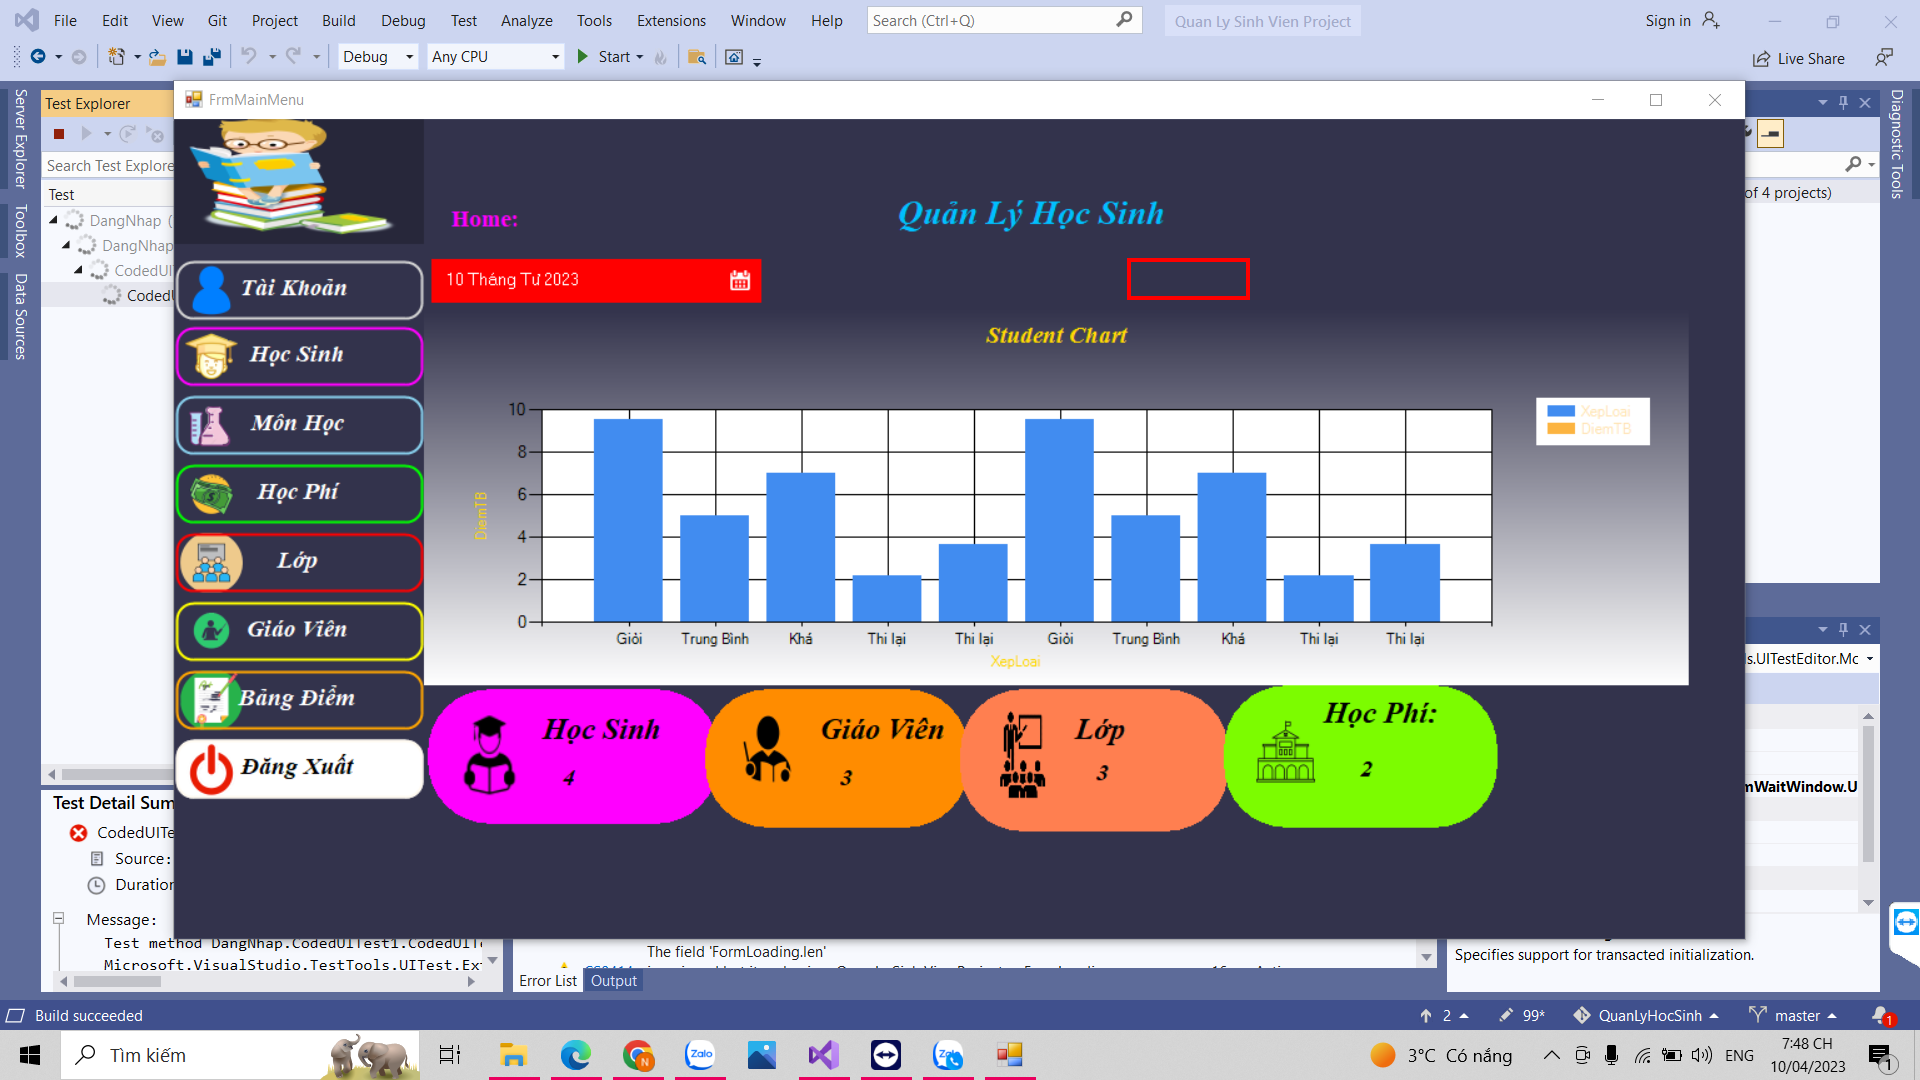 File Edit View Git Project Build Debug Test Analyze Tools Extensions Window Help Search (Ctrl+Q) Quan Ly Sinh Vien Project Sign in
Debug Any CPU Start Live Share
Server Explorer
Toolbox
Data Sources
Diagnostic Tools
Test Explorer
Search Test Explore
Test
DangNhap (
DangNhap
CodedUI
CodedU
FrmMainMenu
of 4 projects)
Home:
Quản Lý Học Sinh
10 Tháng Tư 2023
Tài Khoản
Học Sinh
Môn Học
Học Phí
Lớp
Giáo Viên
Bảng Điểm
Đăng Xuất
Student Chart
10
8
6
4
2
0
DiemTB
Giỏi Trung Bình Khá Thi lại Thi lại Giỏi Trung Bình Khá Thi lại Thi lại
XepLoai
XepLoai
DiemTB
Học Sinh
4
Giáo Viên
3
Lớp
3
Học Phí:
2
s.UITestEditor.Mc
nWaitWindow.U
Test Detail Sum
CodedUITe
Source:
Duration
Message:
Test method DangNhap.CodedUITest1.CodedUITe
Microsoft.VisualStudio.TestTools.UITest.Ext
The field 'FormLoading.len'
Error List Output
Specifies support for transacted initialization.
Build succeeded 2 99* QuanLyHocSinh master 1
Tìm kiếm
3°C Có nắng ENG
7:48 CH
10/04/2023
1